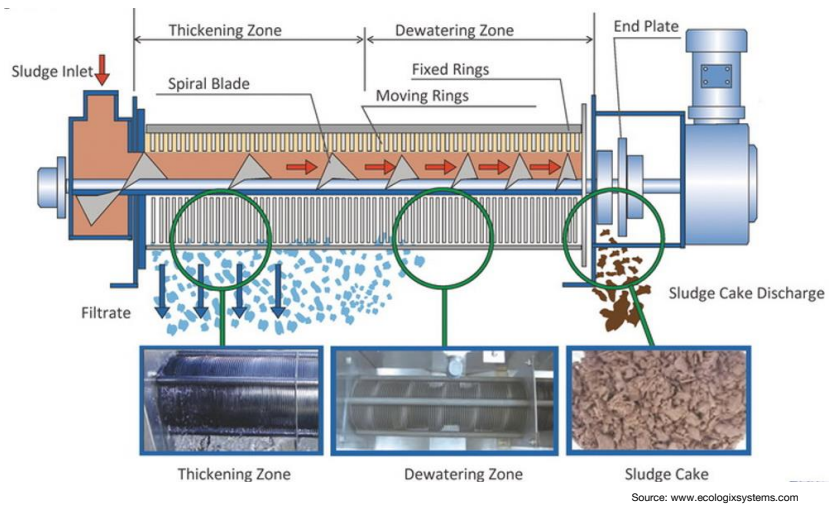 Thickening Zone
Dewatering Zone
End Plate
Sludge Inlet
Spiral Blade
Fixed Rings
Moving Rings
Filtrate
Sludge Cake Discharge
Thickening Zone
Dewatering Zone
Sludge Cake
Source: www.ecologixsystems.com